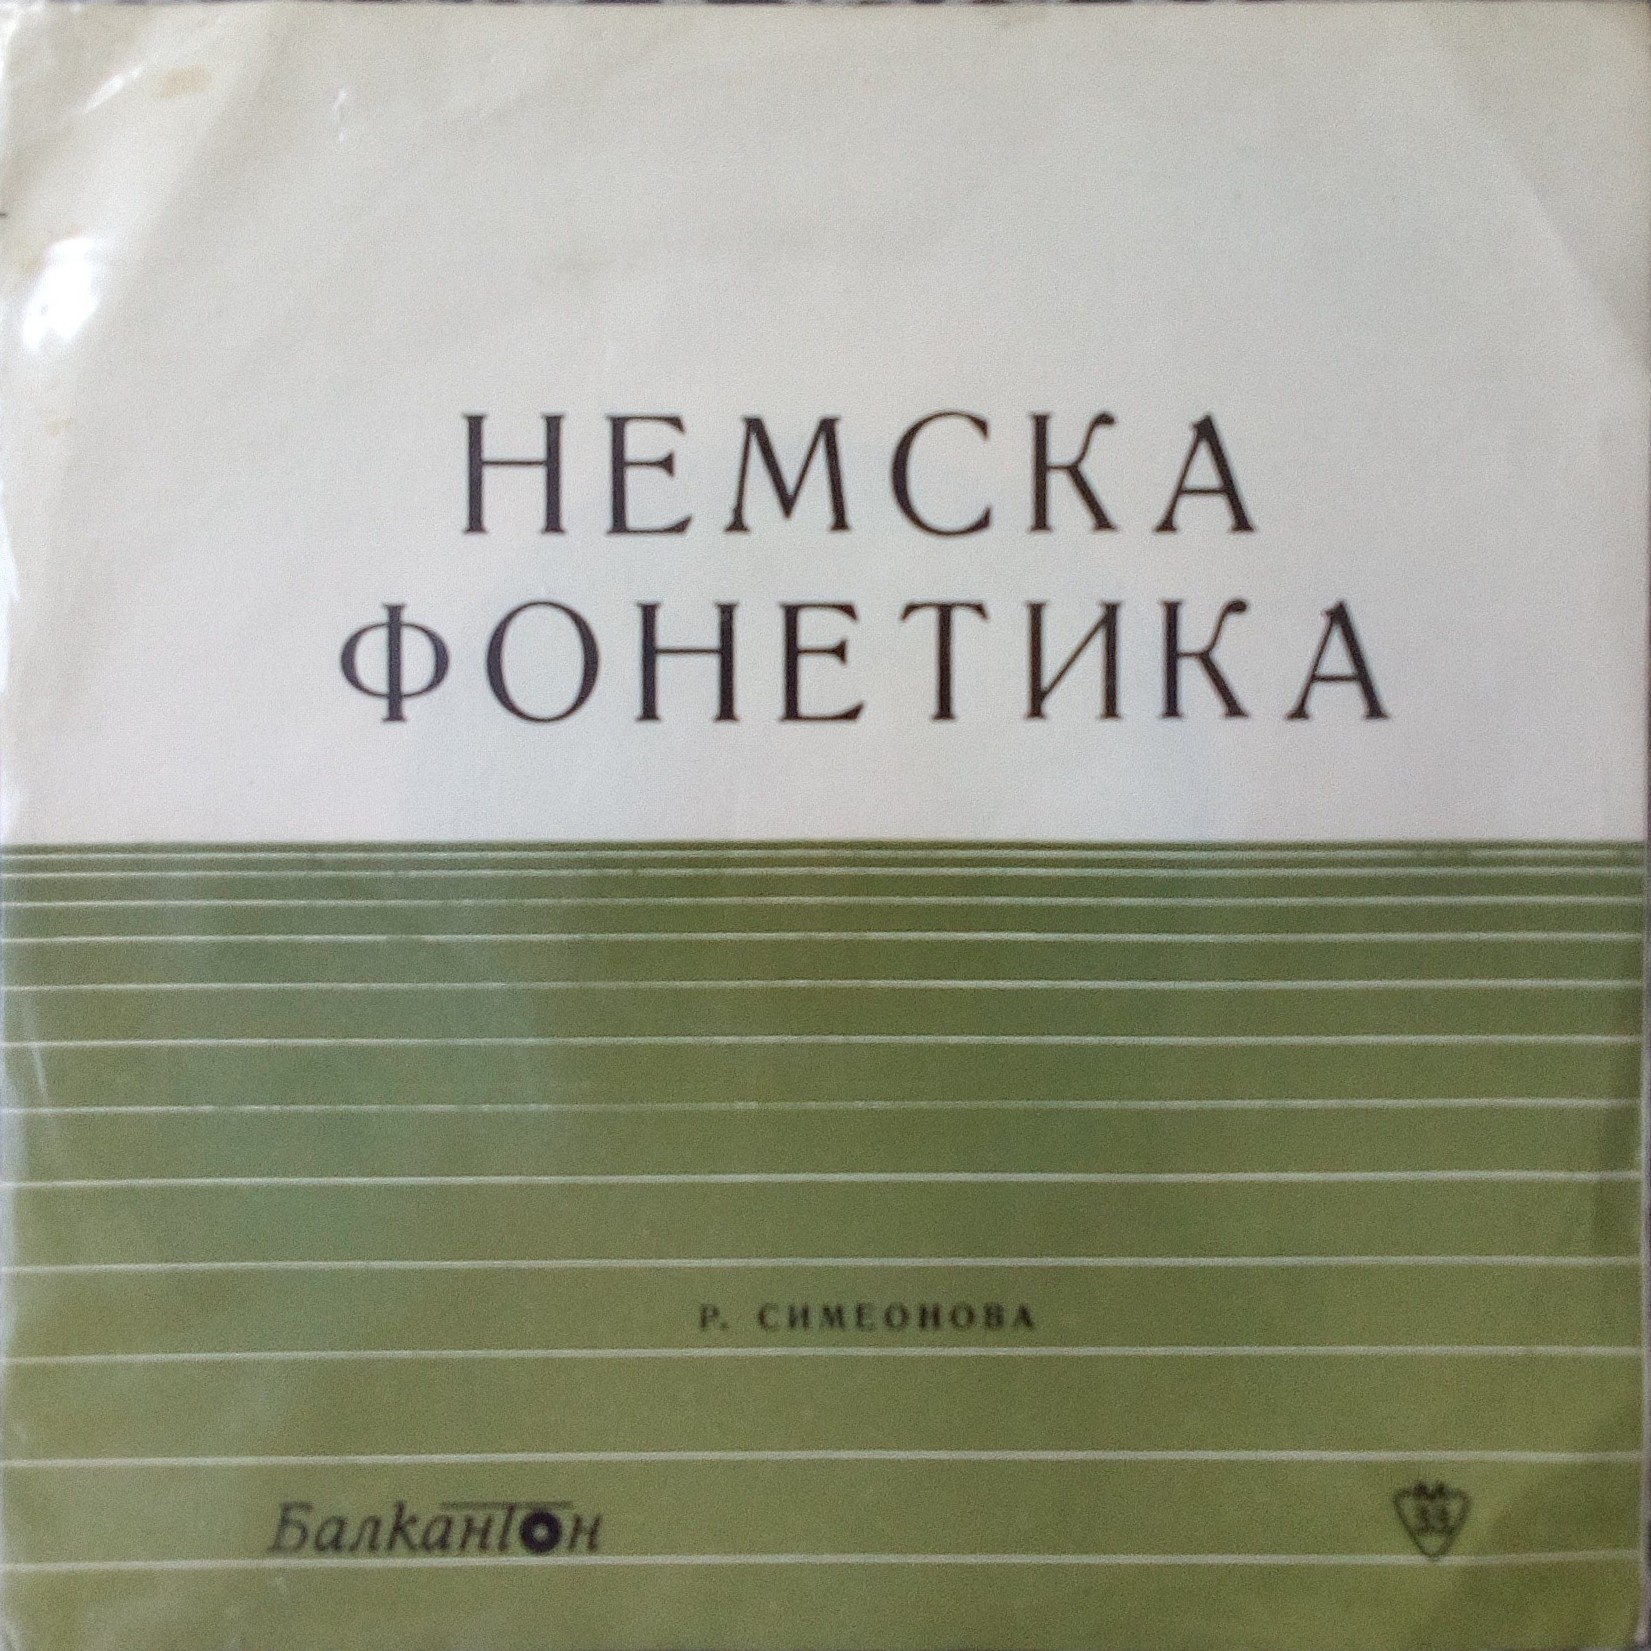 НЕМСКА
ФОНЕТИКА
Р. СИМЕОНОВА
Балкантон
33